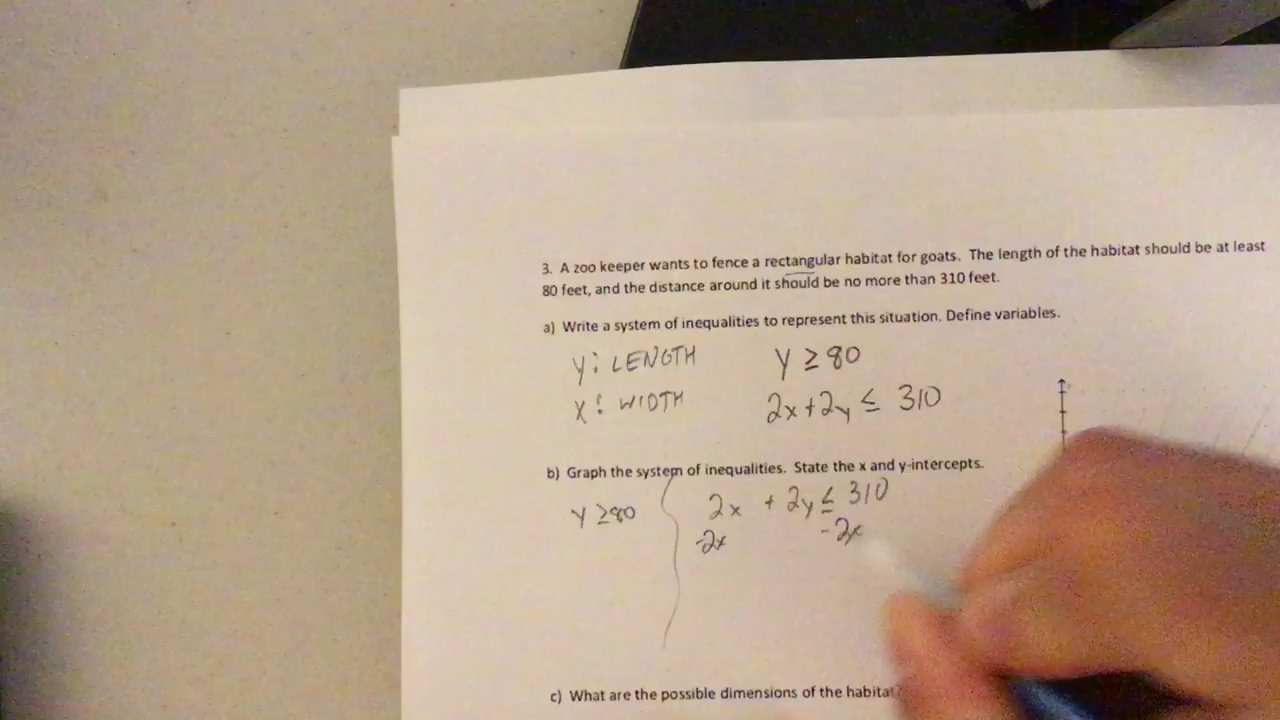 3. A zoo keeper wants to fence a rectangular habitat for goats. The length of the habitat should be at least
80 feet, and the distance around it should be no more than 310 feet.
a) Write a system of inequalities to represent this situation. Define variables.
Y: LENGTH Y ≥ 80
X: WIDTH 2x+2y ≤ 310
b) Graph the system of inequalities. State the x and y-intercepts.
Y ≥80 2x + 2y ≤ 310
-2x -2x
c) What are the possible dimensions of the habitat?